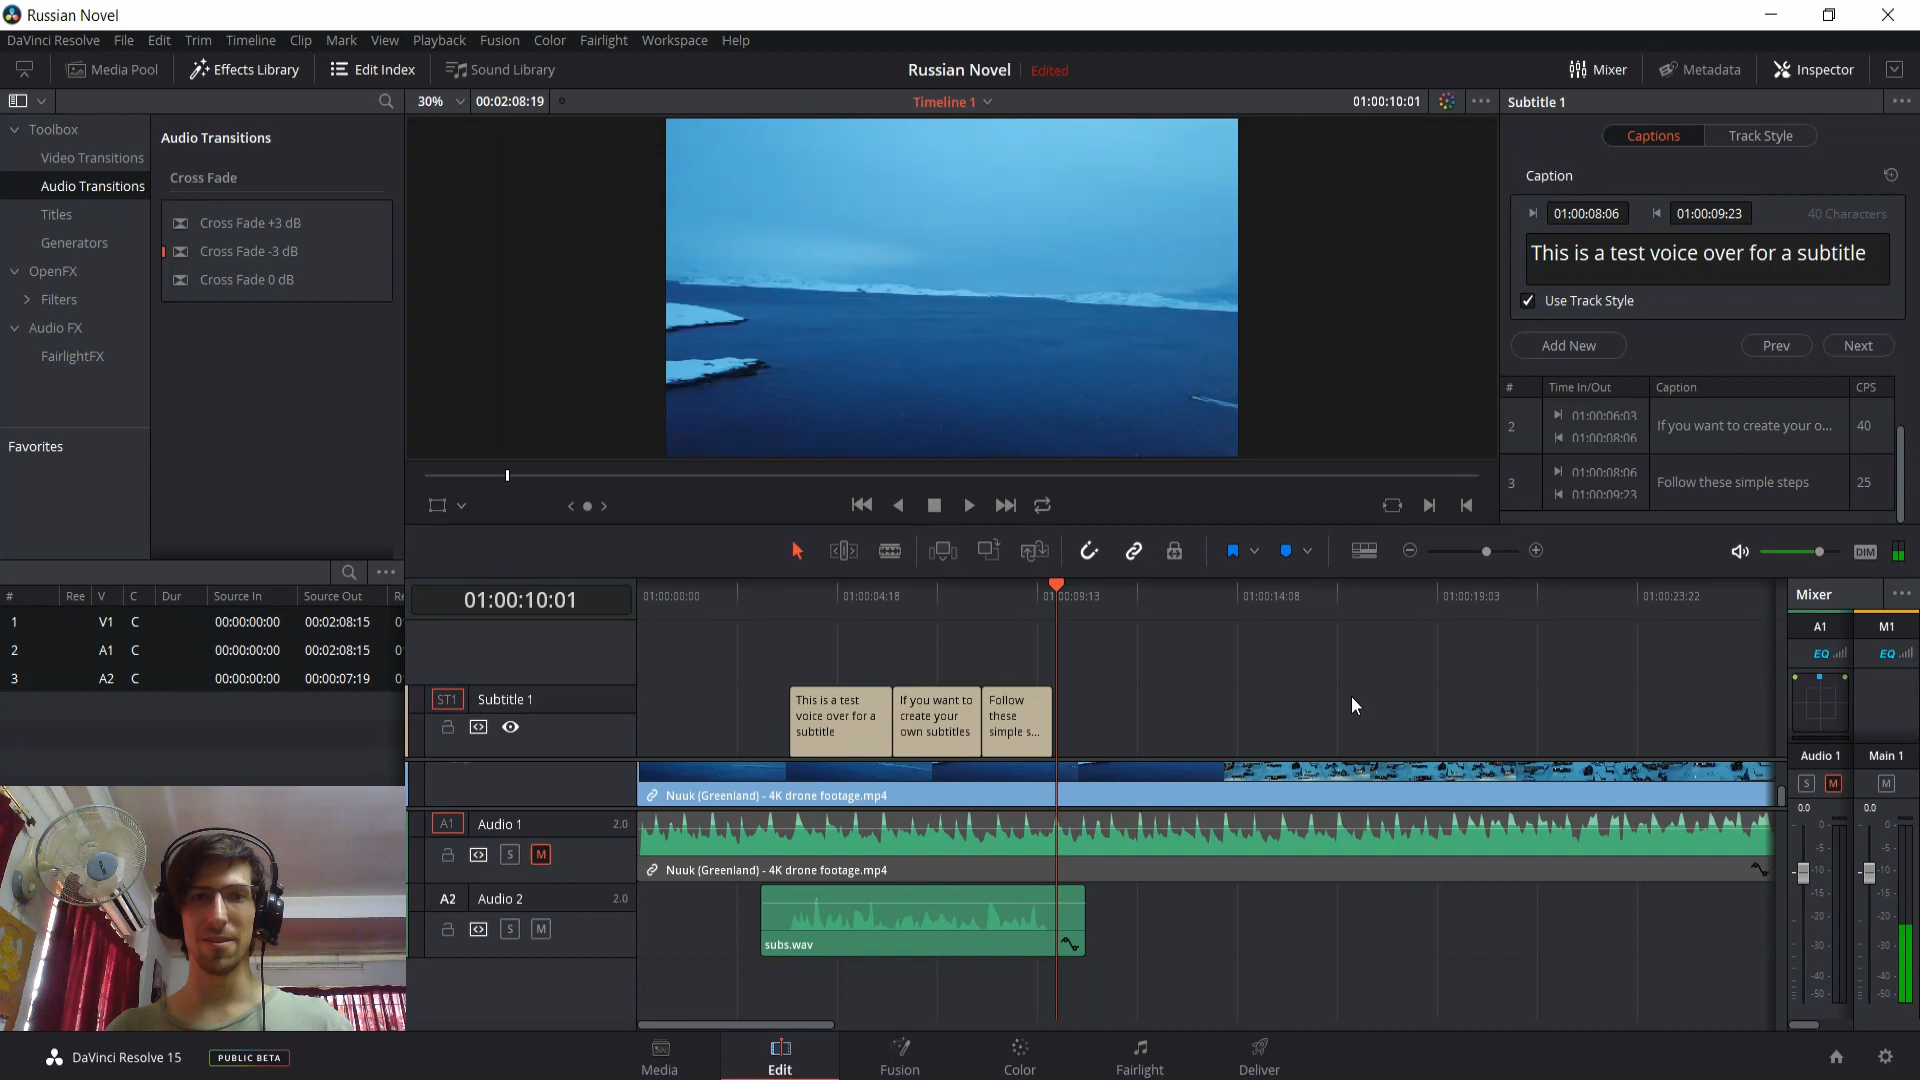 Russian Novel
DaVinci Resolve File Edit Trim Timeline Clip Mark View Playback Fusion Color Fairlight Workspace Help
Media Pool Effects Library Edit Index Sound Library Russian Novel Edited Mixer Metadata Inspector
30% 00:02:08:19 Timeline 1 01:00:10:01 Subtitle 1
Toolbox
Video Transitions
Audio Transitions
Titles
Generators
OpenFX
Filters
Audio FX
FairlightFX
Favorites
Audio Transitions
Cross Fade
Cross Fade +3 dB
Cross Fade -3 dB
Cross Fade 0 dB
Captions Track Style
Caption
01:00:08:06 01:00:09:23 40 Characters
This is a test voice over for a subtitle
Use Track Style
Add New Prev Next
# Time In/Out Caption CPS
2 01:00:06:03 If you want to create your o... 40
01:00:08:06
3 01:00:08:06 Follow these simple steps 25
01:00:09:23
DIM
# Ree V C Dur Source In Source Out
1 V1 C 00:00:00:00 00:02:08:15
2 A1 C 00:00:00:00 00:02:08:15
3 A2 C 00:00:00:00 00:00:07:19
01:00:10:01
01:00:00:00 01:00:04:18 01:00:09:13 01:00:14:08 01:00:19:03 01:00:23:22
ST1 Subtitle 1
This is a test
voice over for a
subtitle
If you want to
create your
own subtitles
Follow
these
simple s...
Nuuk (Greenland) - 4K drone footage.mp4
A1 Audio 1 2.0
S M
Nuuk (Greenland) - 4K drone footage.mp4
A2 Audio 2 2.0
S M
subs.wav
Mixer
A1 M1
EQ EQ
Audio 1 Main 1
S M M
0.0 0.0
0 0
-5 -5
-10 -10
-15 -15
-20 -20
-30 -30
-40 -40
-50 -50
DaVinci Resolve 15 PUBLIC BETA
Media Edit Fusion Color Fairlight Deliver